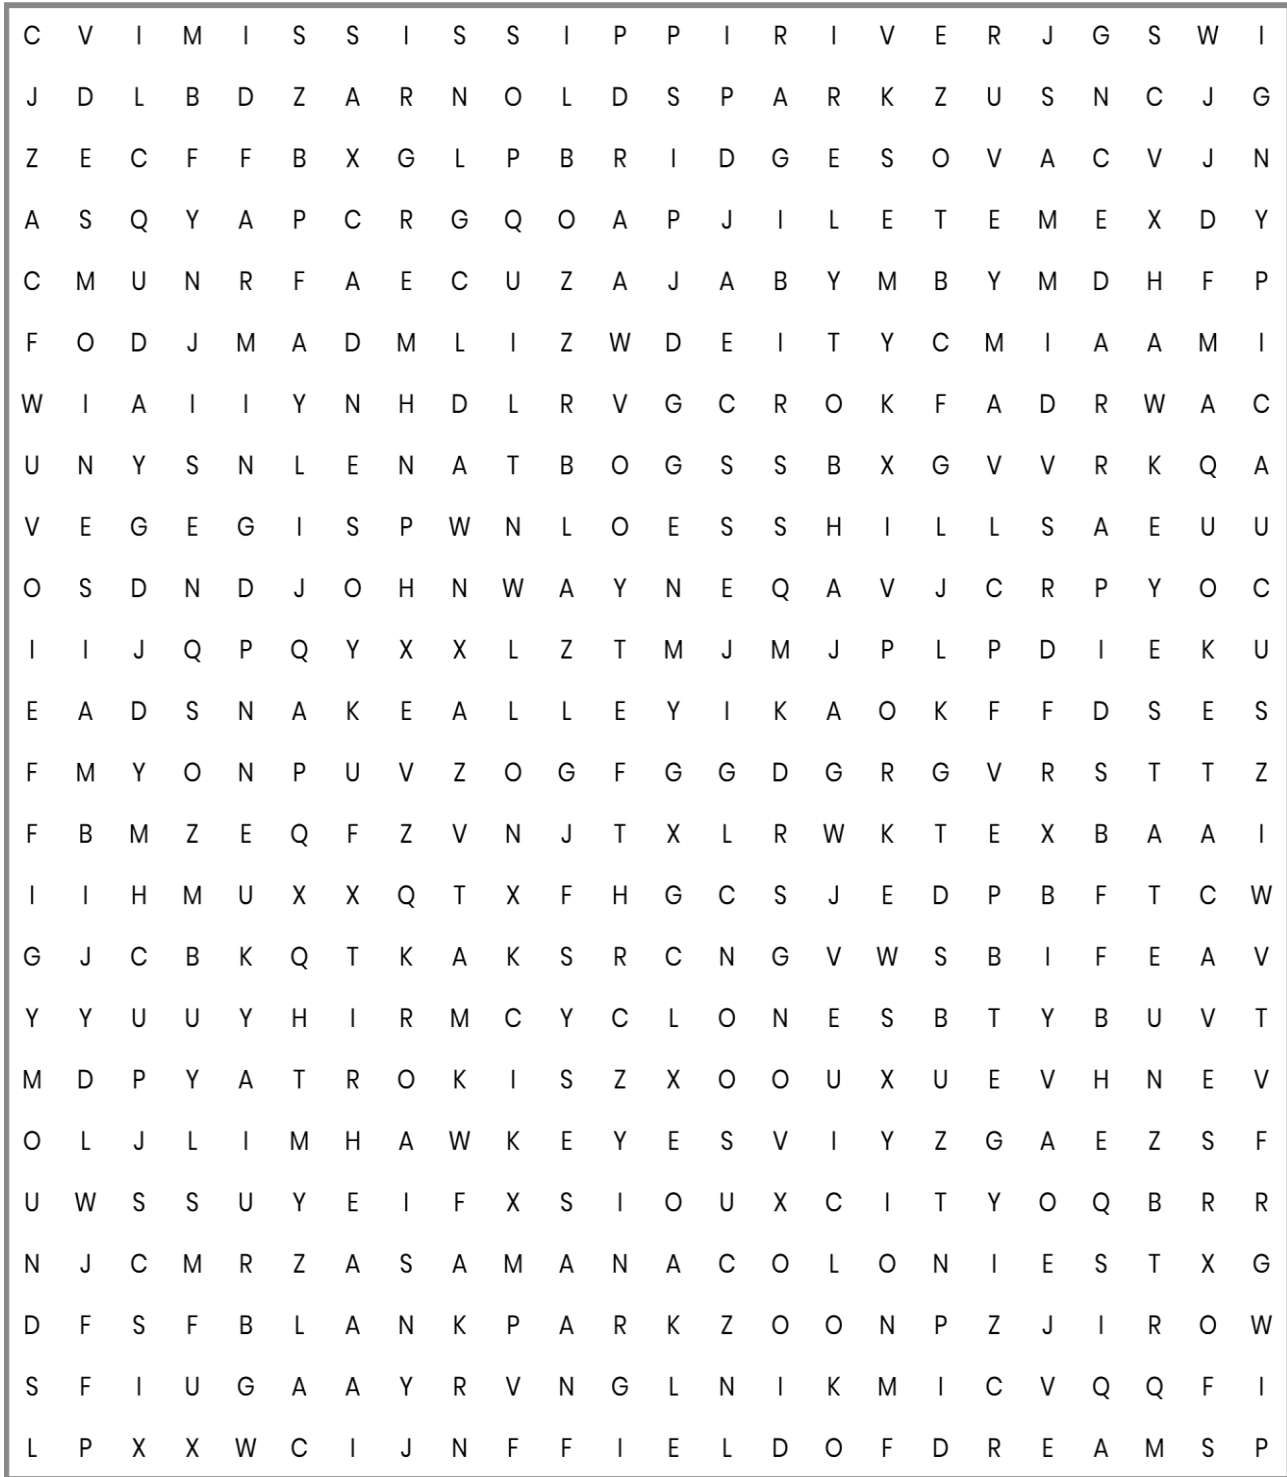 C V I M I S S I S S I P P I R I V E R J G S W I
J D L B D Z A R N O L D S P A R K Z U S N C J G
Z E C F F B X G L P B R I D G E S O V A C V J N
A S Q Y A P C R G Q O A P J I L E T E M E X D Y
C M U N R F A E C U Z A J A B Y M B Y M D H F P
F O D J M A D M L I Z W D E I T Y C M I A A M I
W I A I I Y N H D L R V G C R O K F A D R W A C
U N Y S N L E N A T B O G S S B X G V V R K Q A
V E G E G I S P W N L O E S S H I L L S A E U U
O S D N D J O H N W A Y N E Q A V J C R P Y O C
I I J Q P Q Y X X L Z T M J M J P L P D I E K U
E A D S N A K E A L L E Y I K A O K F F D S E S
F M Y O N P U V Z O G F G G D G R G V R S T T Z
F B M Z E Q F Z V N J T X L R W K T E X B A A I
I I H M U X X Q T X F H G C S J E D P B F T C W
G J C B K Q T K A K S R C N G V W S B I F E A V
Y Y U U Y H I R M C Y C L O N E S B T Y B U V T
M D P Y A T R O K I S Z X O O U X U E V H N E V
O L J L I M H A W K E Y E S V I Y Z G A E Z S F
U W S S U Y E I F X S I O U X C I T Y O Q B R R
N J C M R Z A S A M A N A C O L O N I E S T X G
D F S F B L A N K P A R K Z O O N P Z J I R O W
S F I U G A A Y R V N G L N I K M I C V Q Q F I
L P X X W C I J N F F I E L D O F D R E A M S P